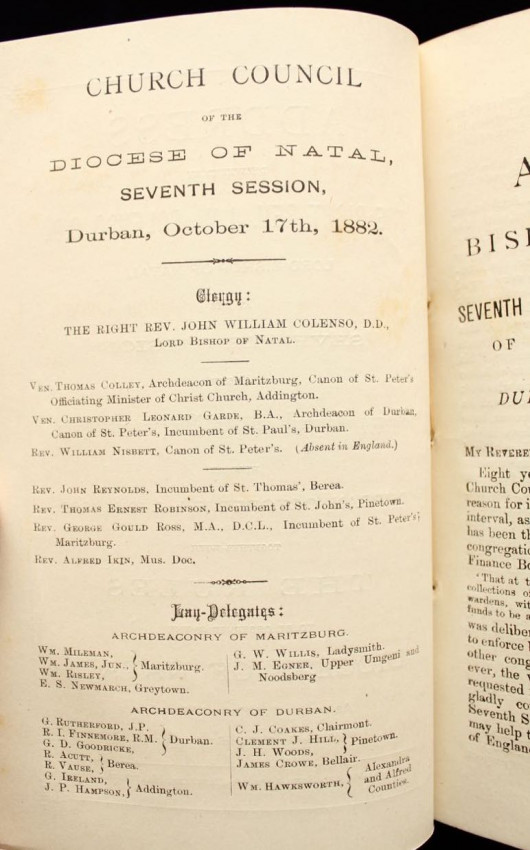 CHURCH COUNCIL
OF THE
DIOCESE OF NATAL,
SEVENTH SESSION,
Durban, October 17th, 1882.
Clergy:
THE RIGHT REV. JOHN WILLIAM COLENSO, D.D.,
LORD BISHOP OF NATAL.
VEN. THOMAS COLLEY, Archdeacon of Maritzburg, Canon of St. Peter's
Officiating Minister of Christ Church, Addington.
VEN. CHRISTOPHER LEONARD GARDE, B.A., Archdeacon of Durban,
Canon of St. Peter's, Incumbent of St. Paul's, Durban.
REV. WILLIAM NISBETT, Canon of St. Peter's. (Absent in England.)
REV. JOHN REYNOLDS, Incumbent of St. Thomas', Berea.
REV. THOMAS ERNEST ROBINSON, Incumbent of St. John's, Pinetown.
REV. GEORGE GOULD ROSS, M.A., D.C.L., Incumbent of St. Peter's,
Maritzburg.
REV. ALFRED IKIN, Mus. Doc.
Lay-Delegates:
ARCHDEACONRY OF MARITZBURG.
WM. MILEMAN,
WM. JAMES, JUN., Maritzburg.
WM. RISLEY,
E. S. NEWMARCH, Greytown.
G. W. WILLIS, Ladysmith.
J. M. EGNER, Upper Umgeni and
Noodsberg
ARCHDEACONRY OF DURBAN.
G. RUTHERFORD, J.P.
R. I. FINNEMORE, R.M. Durban.
G. D. GOODRICKE,
R. ACUTT,
R. VAUSE, Berea.
G. IRELAND,
J. P. HAMPSON, Addington.
C. J. COAKES, Clairmont.
CLEMENT J. HILL, Pinetown.
J. H. WOODS,
JAMES CROWE, Bellair.
WM. HAWKSWORTH, Alexandra
and Alfred
Counties.
A
BIS
SEVENTH
OF
DU
MY REVERE
Eight ye
Church Cou
reason for i
interval, as
has been th
congregatio
Finance Bo
'That at t
collections o
wardens, wit
funds to be a
was deliber
to enforce
other cong
ever, the v
requested
gladly co
Seventh S
may help t
of Englan